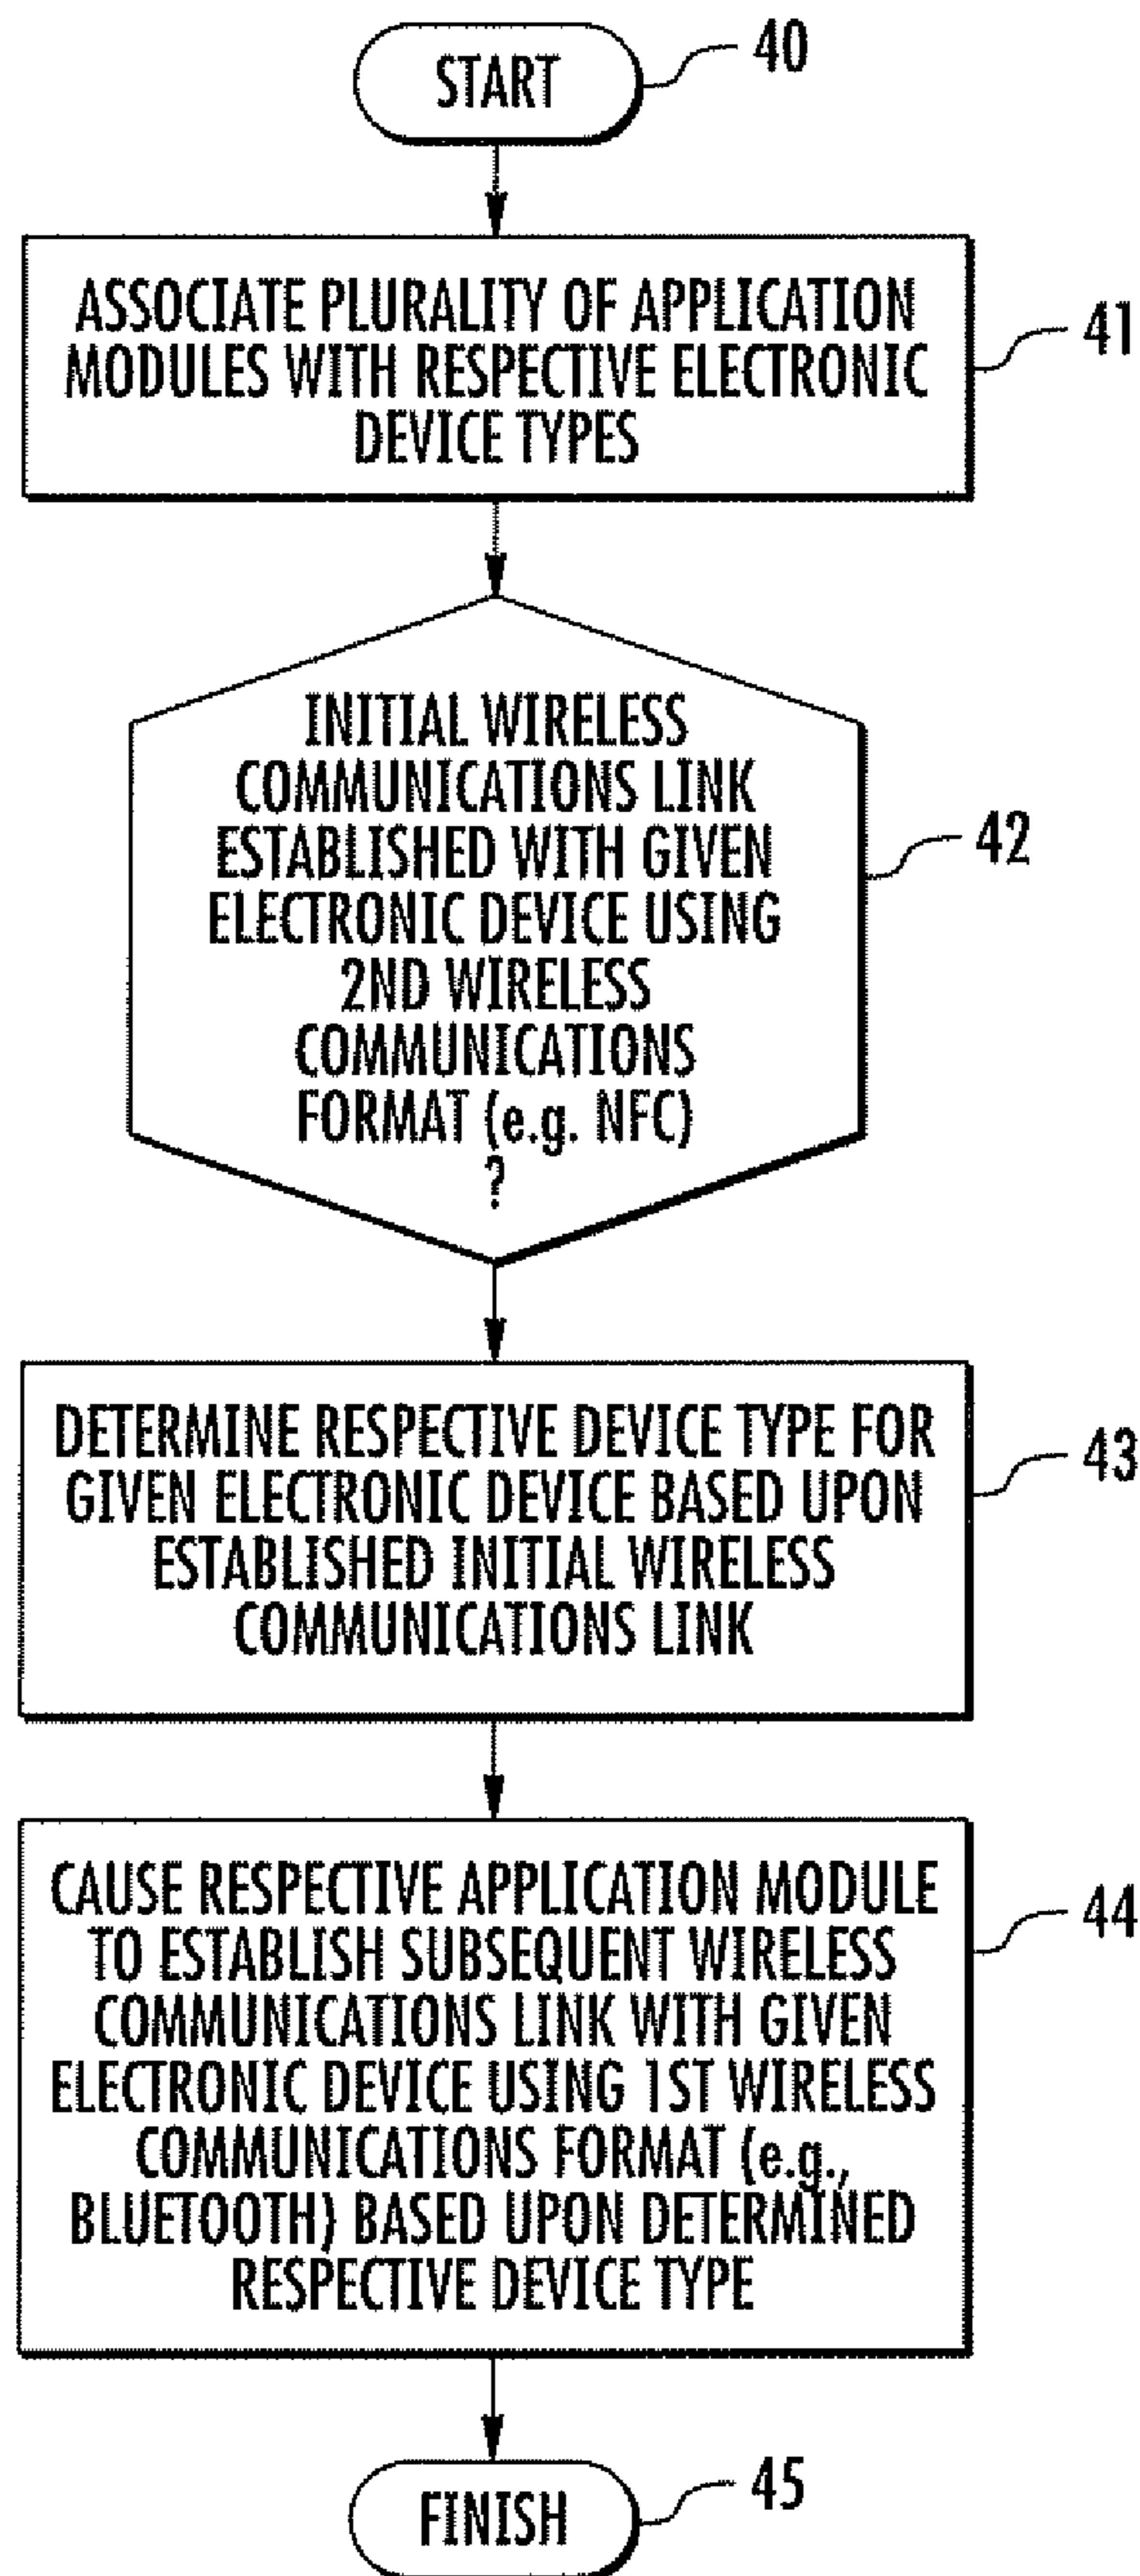 START
40
ASSOCIATE PLURALITY OF APPLICATION
MODULES WITH RESPECTIVE ELECTRONIC
DEVICE TYPES
41
INITIAL WIRELESS
COMMUNICATIONS LINK
ESTABLISHED WITH GIVEN
ELECTRONIC DEVICE USING
2ND WIRELESS
COMMUNICATIONS
FORMAT (e.g. NFC)
?
42
DETERMINE RESPECTIVE DEVICE TYPE FOR
GIVEN ELECTRONIC DEVICE BASED UPON
ESTABLISHED INITIAL WIRELESS
COMMUNICATIONS LINK
43
CAUSE RESPECTIVE APPLICATION MODULE
TO ESTABLISH SUBSEQUENT WIRELESS
COMMUNICATIONS LINK WITH GIVEN
ELECTRONIC DEVICE USING 1ST WIRELESS
COMMUNICATIONS FORMAT (e.g.,
BLUETOOTH) BASED UPON DETERMINED
RESPECTIVE DEVICE TYPE
44
FINISH
45